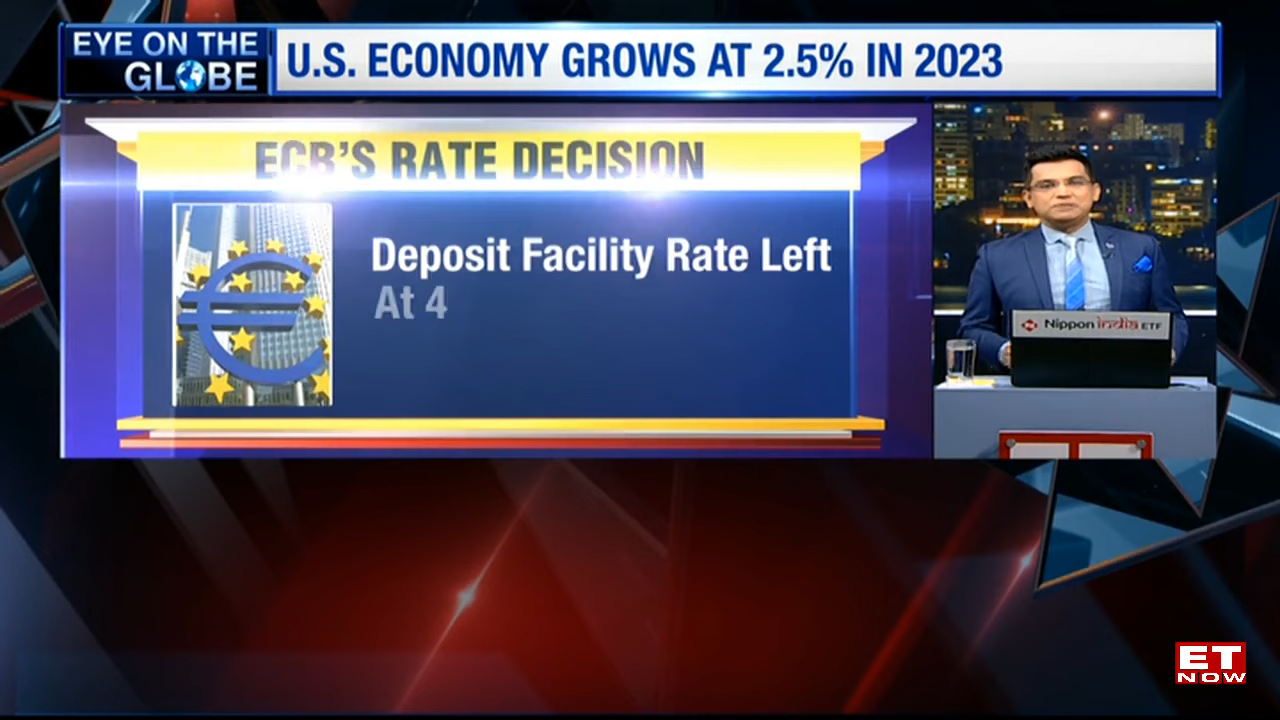 EYE ON THE
GLOBE
U.S. ECONOMY GROWS AT 2.5% IN 2023
ECB'S RATE DECISION
Deposit Facility Rate Left
At 4
Nippon india ETF
ET
NOW